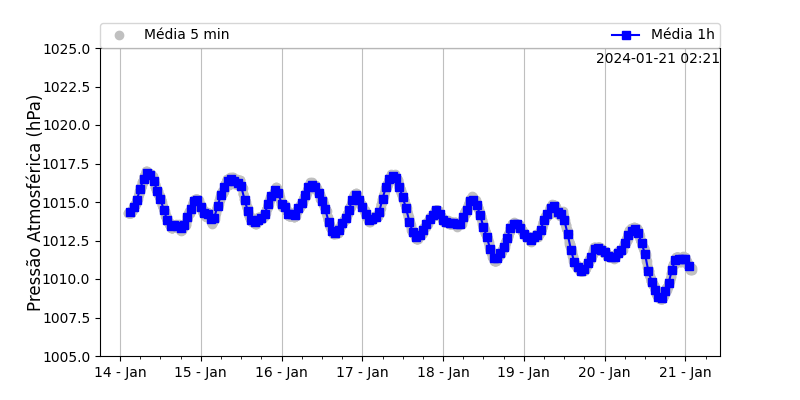 Média 5 min
Média 1h
2024-01-21 02:21
Pressão Atmosférica (hPa)
1025.0
1022.5
1020.0
1017.5
1015.0
1012.5
1010.0
1007.5
1005.0
14 - Jan
15 - Jan
16 - Jan
17 - Jan
18 - Jan
19 - Jan
20 - Jan
21 - Jan